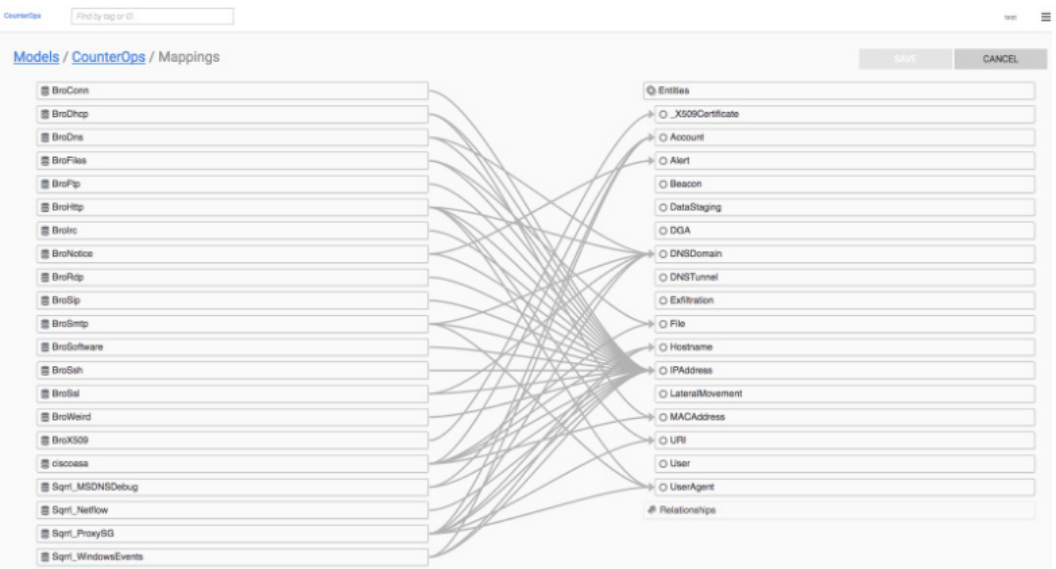 CounterOps
Find by tag or ID
test
Models / CounterOps / Mappings
SAVE
CANCEL
BroConn
BroDhcp
BroDns
BroFiles
BroFtp
BroHttp
BroIrc
BroNotice
BroRdp
BroSip
BroSmtp
BroSoftware
BroSsh
BroSsl
BroWeird
BroX509
ciscoasa
Sqrrl_MSDNSDebug
Sqrrl_Netflow
Sqrrl_ProxySG
Sqrrl_WindowsEvents
Entities
_X509Certificate
Account
Alert
Beacon
DataStaging
DGA
DNSDomain
DNSTunnel
Exfiltration
File
Hostname
IPAddress
LateralMovement
MACAddress
URI
User
UserAgent
Relationships